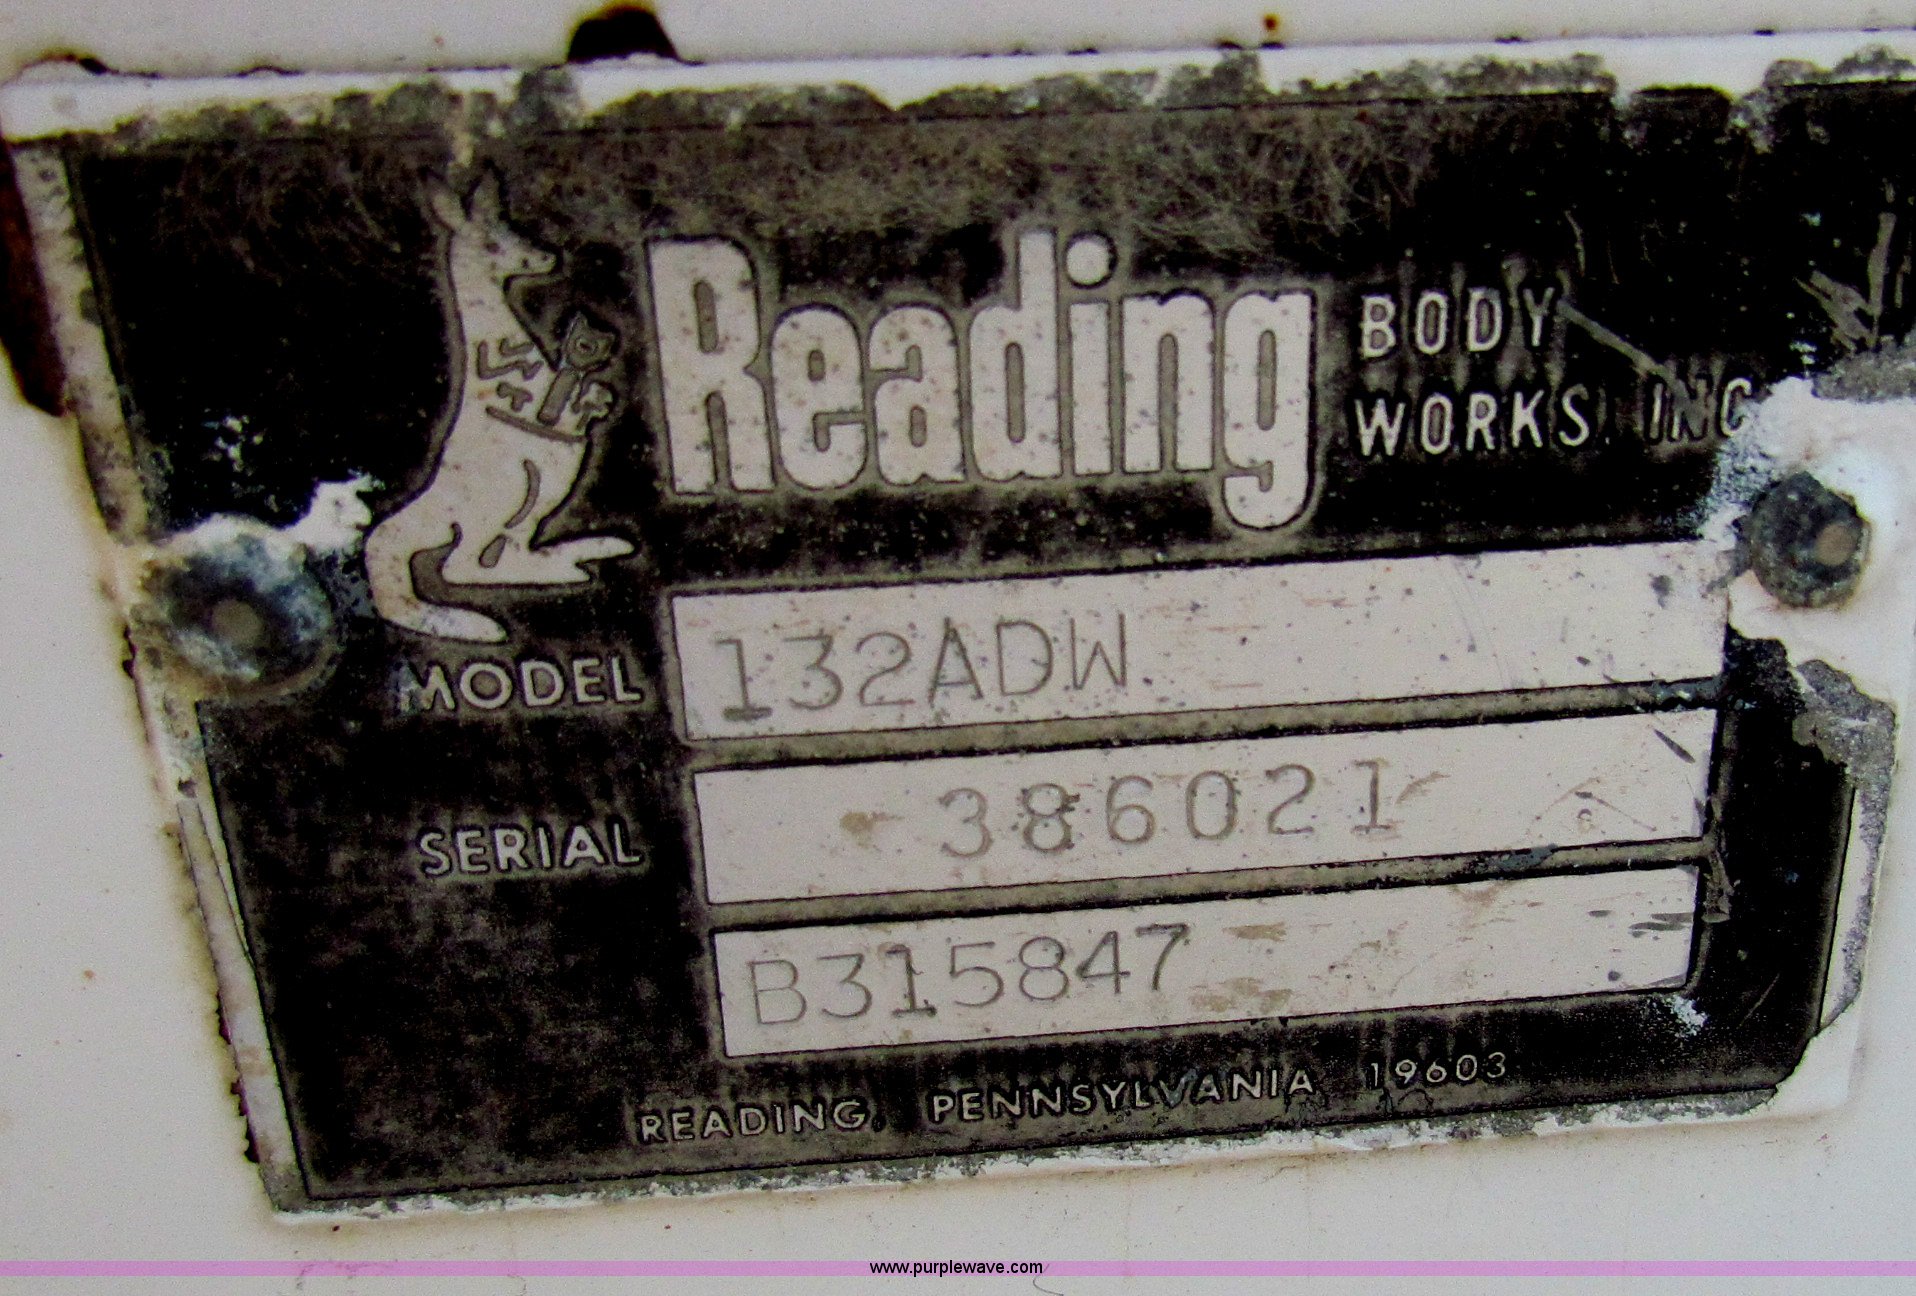 Reading BODY
WORKS, INC
MODEL 132ADW
SERIAL 386021
B315847
READING, PENNSYLVANIA 19603
www.purplewave.com